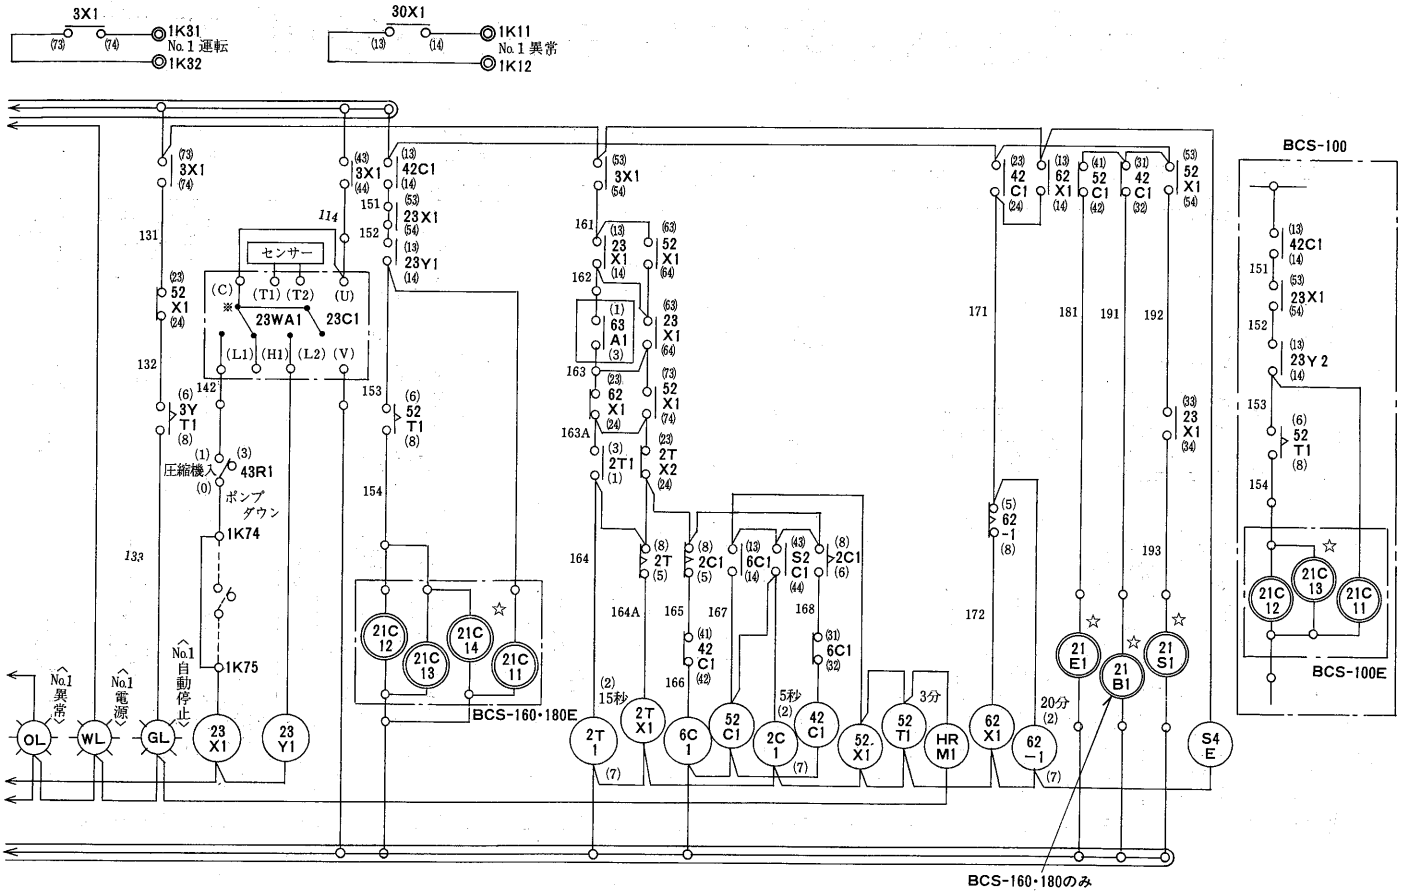 3X1
(73) (74)
1K31
No.1 運転
1K32
30X1
(13) (14)
1K11
No.1 異常
1K12
(73)
3X1
(74)
131
(23)
52
X1
(24)
132
(6)
3Y
T1
(8)
133
(43)
3X1
(44)
114
センサー
(C) (T1) (T2) (U)
※
23WA1 23C1
(L1) (H1) (L2) (V)
142
(1) (3)
圧縮機入 43R1
(0)
ポンプ
ダウン
1K74
1K75
(13)
42C1
(14)
151
(53)
23X1
(54)
152
(13)
23Y1
(14)
153
(6)
52
T1
(8)
154
☆
21C
12
21C
13
21C
14
21C
11
BCS-160・180E
(53)
3X1
(54)
161
(13)
23
X1
(14)
(63)
52
X1
(64)
162
(1)
63
A1
(3)
(63)
23
X1
(64)
163
(23)
62
X1
(24)
(73)
52
X1
(74)
163A
(3)
2T1
(1)
(23)
2T
X2
(24)
164
(8)
2T
(5)
164A
(8)
2C1
(5)
165
(41)
42
C1
(42)
166
(13)
6C1
(14)
167
(43)
S2
C1
(44)
(8)
2C1
(6)
168
(31)
6C1
(32)
(23)
42
C1
(24)
(13)
62
X1
(14)
(41)
52
C1
(42)
(31)
42
C1
(32)
(53)
52
X1
(54)
171
181
191
192
(33)
23
X1
(34)
(5)
62
-1
(8)
172
193
☆
21
E1
☆
21
B1
☆
21
S1
〈No.1異常〉
OL
〈No.1電源〉
WL
〈No.1自動停止〉
GL
23
X1
23
Y1
(2)
15秒
2T
1
(7)
2T
X1
6C
1
52
C1
5秒
(2)
2C
1
(7)
42
C1
52
X1
52
T1
3分
HR
M1
62
X1
20分
(2)
62
-1
(7)
S4
E
BCS-160・180のみ
BCS-100
(13)
42C1
(14)
151
(53)
23X1
(54)
152
(13)
23Y2
(14)
153
(6)
52
T1
(8)
154
☆
21C
12
21C
13
21C
11
BCS-100E